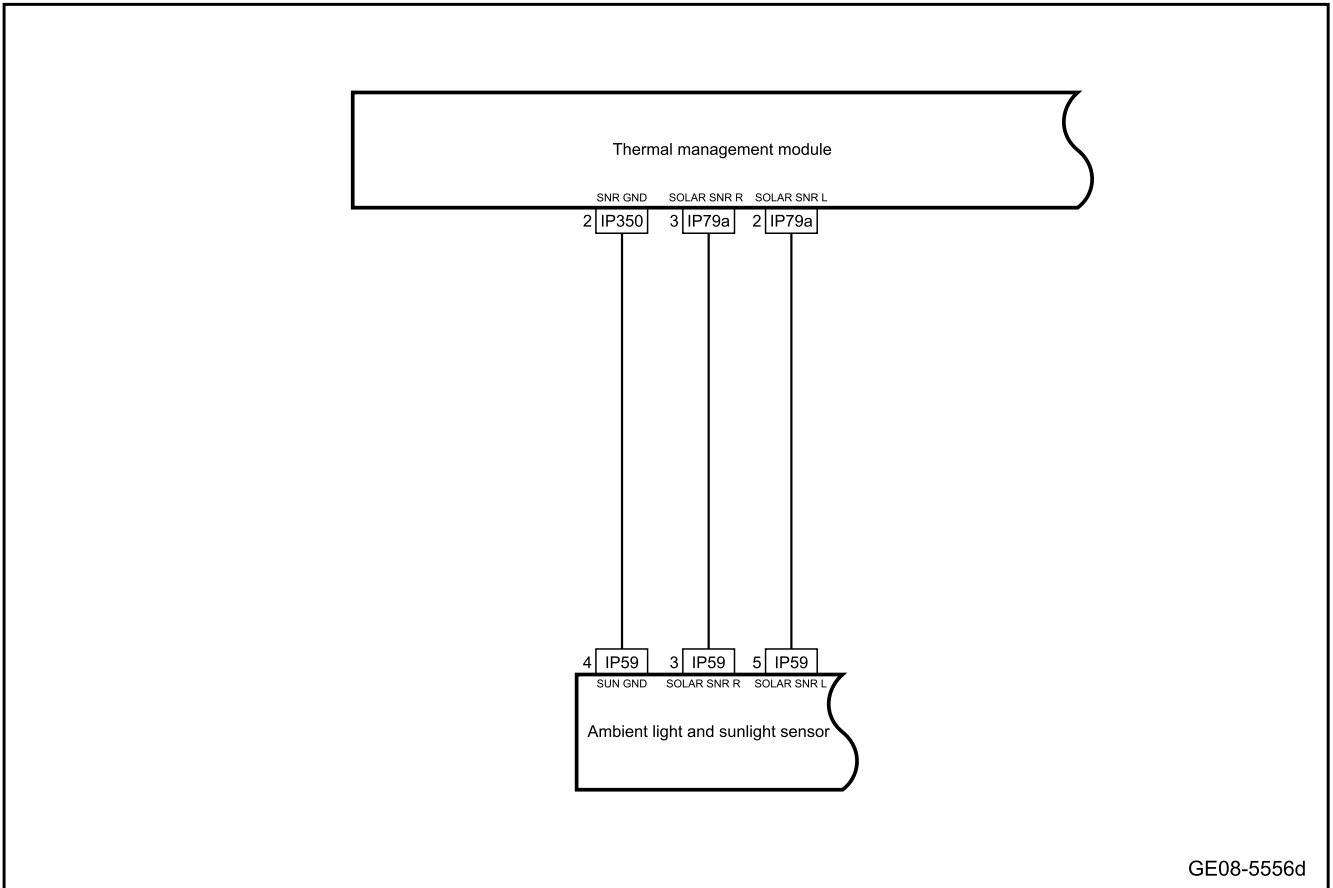 Thermal management module
SNR GND SOLAR SNR R SOLAR SNR L
2 IP350 3 IP79a 2 IP79a
4 IP59 3 IP59 5 IP59
SUN GND SOLAR SNR R SOLAR SNR L
Ambient light and sunlight sensor
GE08-5556d